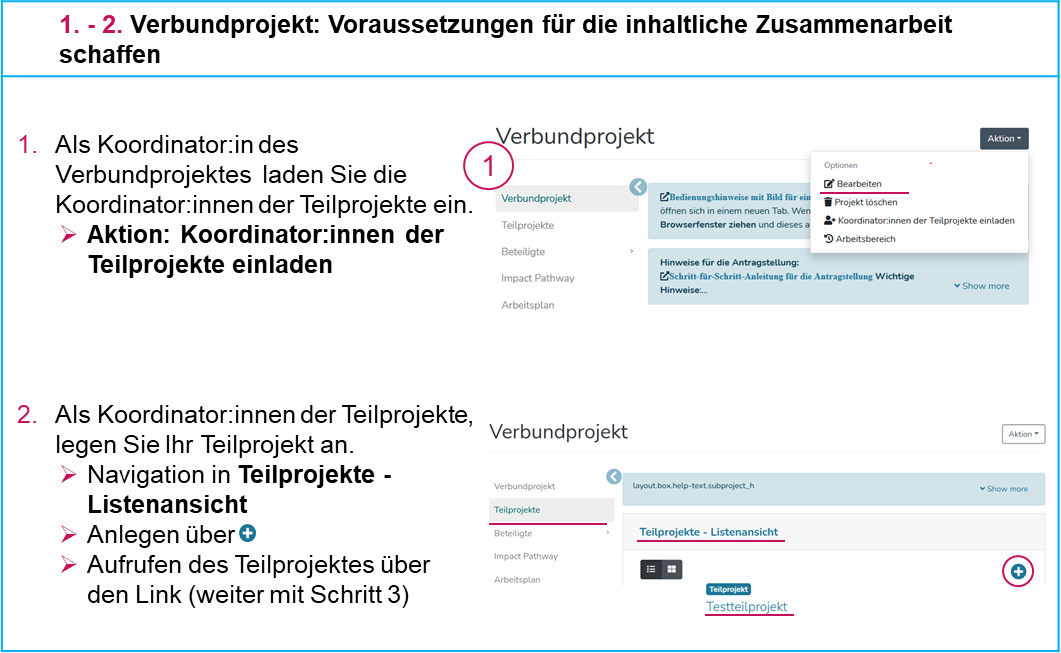 1. - 2. Verbundprojekt: Voraussetzungen für die inhaltliche Zusammenarbeit
schaffen
1. Als Koordinator:in des
Verbundprojektes laden Sie die
Koordinator:innen der Teilprojekte ein.
Aktion: Koordinator:innen der
Teilprojekte einladen
Verbundprojekt
Aktion
1
Optionen
Bearbeiten
Projekt löschen
Koordinator:innen der Teilprojekte einladen
Arbeitsbereich
Verbundprojekt
Teilprojekte
Beteiligte
Impact Pathway
Arbeitsplan
Bedienungshinweise mit Bild für ein
öffnen sich in einem neuen Tab. Wen
Browserfenster ziehen und dieses a
Hinweise für die Antragstellung:
Schritt-für-Schritt-Anleitung für die Antragstellung Wichtige
Hinweise:...
Show more
2. Als Koordinator:innen der Teilprojekte,
legen Sie Ihr Teilprojekt an.
Navigation in Teilprojekte -
Listenansicht
Anlegen über
Aufrufen des Teilprojektes über
den Link (weiter mit Schritt 3)
Verbundprojekt
Aktion
Verbundprojekt
Teilprojekte
Beteiligte
Impact Pathway
Arbeitsplan
layout.box.help-text.subproject_h
Show more
Teilprojekte - Listenansicht
Teilprojekt
Testteilprojekt